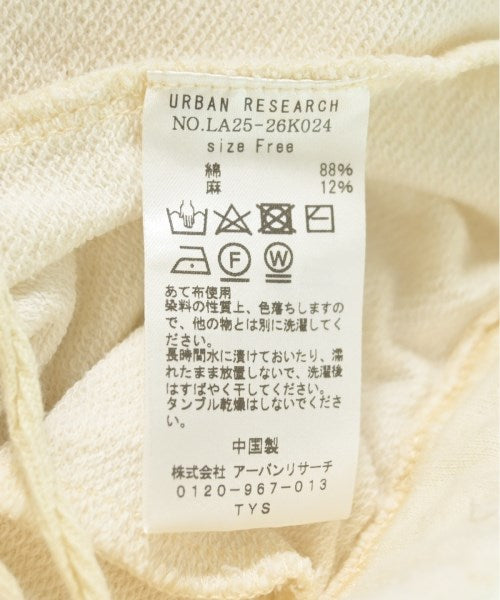 URBAN RESEARCH
NO.LA25-26K024
size Free
綿 88%
麻 12%
F W
あて布使用
染料の性質上、色落ちしますの
で、他の物とは別に洗濯してく
ださい。
長時間水に漬けておいたり、濡
れたまま放置しないで、洗濯後
はすばやく干してください。
タンブル乾燥はしないでくださ
い。
中国製
株式会社 アーバンリサーチ
0120-967-013
TYS